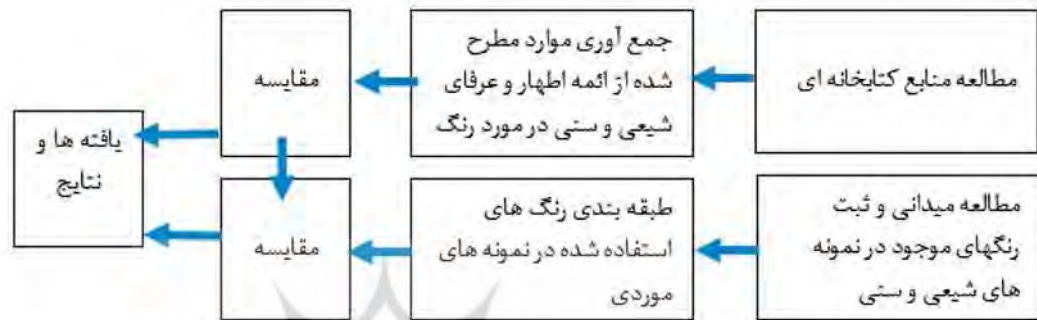 مطالعه منابع کتابخانه ای
جمع آوری موارد مطرح
شده از ائمه اطهار و عرفای
شیعی و سنی در مورد رنگ
مقایسه
مطالعه میدانی و ثبت
رنگهای موجود در نمونه
های شیعی و سنی
طبقه بندی رنگ های
استفاده شده در نمونه های
موردی
مقایسه
یافته ها و
نتایج